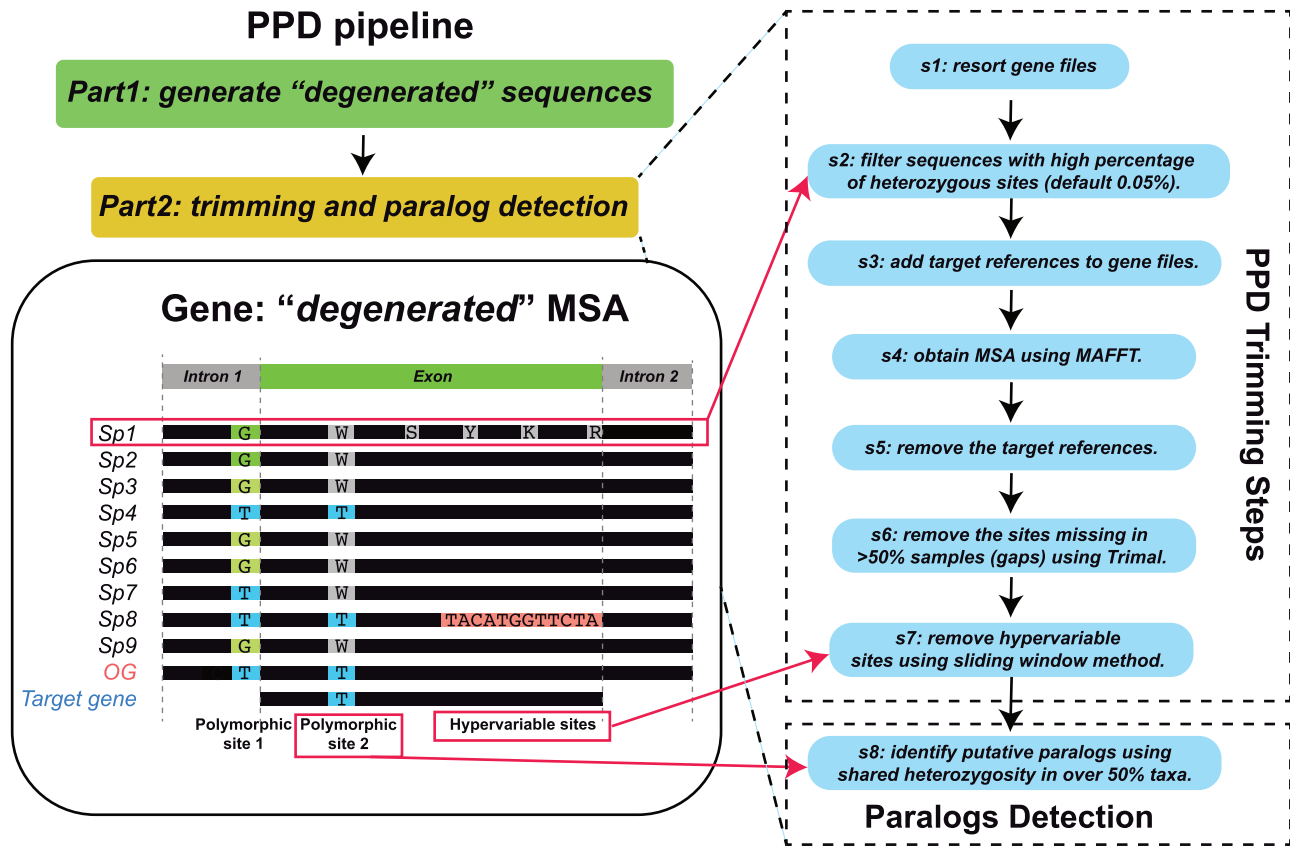 PPD pipeline
Part1: generate “degenerated” sequences
Part2: trimming and paralog detection
Gene: “degenerated” MSA
Intron 1 Exon Intron 2
Sp1 G W S Y K R
Sp2 G W
Sp3 G W
Sp4 T T
Sp5 G W
Sp6 G W
Sp7 T W
Sp8 T T TACATGGTTCTA
Sp9 G W
OG T T
Target gene T
Polymorphic
site 1
Polymorphic
site 2
Hypervariable sites
s1: resort gene files
s2: filter sequences with high percentage
of heterozygous sites (default 0.05%).
s3: add target references to gene files.
s4: obtain MSA using MAFFT.
s5: remove the target references.
s6: remove the sites missing in
>50% samples (gaps) using Trimal.
s7: remove hypervariable
sites using sliding window method.
PPD Trimming Steps
s8: identify putative paralogs using
shared heterozygosity in over 50% taxa.
Paralogs Detection